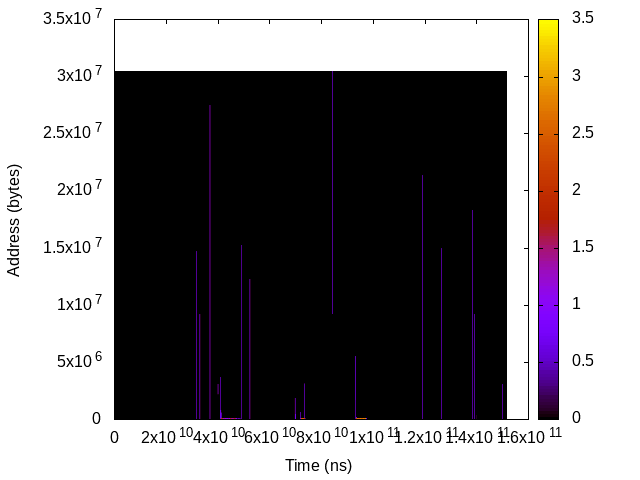 3.5x10 7
3x10 7
2.5x10 7
2x10 7
1.5x10 7
1x10 7
5x10 6
0
Address (bytes)
0 2x10 10 4x10 10 6x10 10 8x10 10 1x10 11 1.2x10 11 1.4x10 11 1.6x10 11
Time (ns)
3.5
3
2.5
2
1.5
1
0.5
0